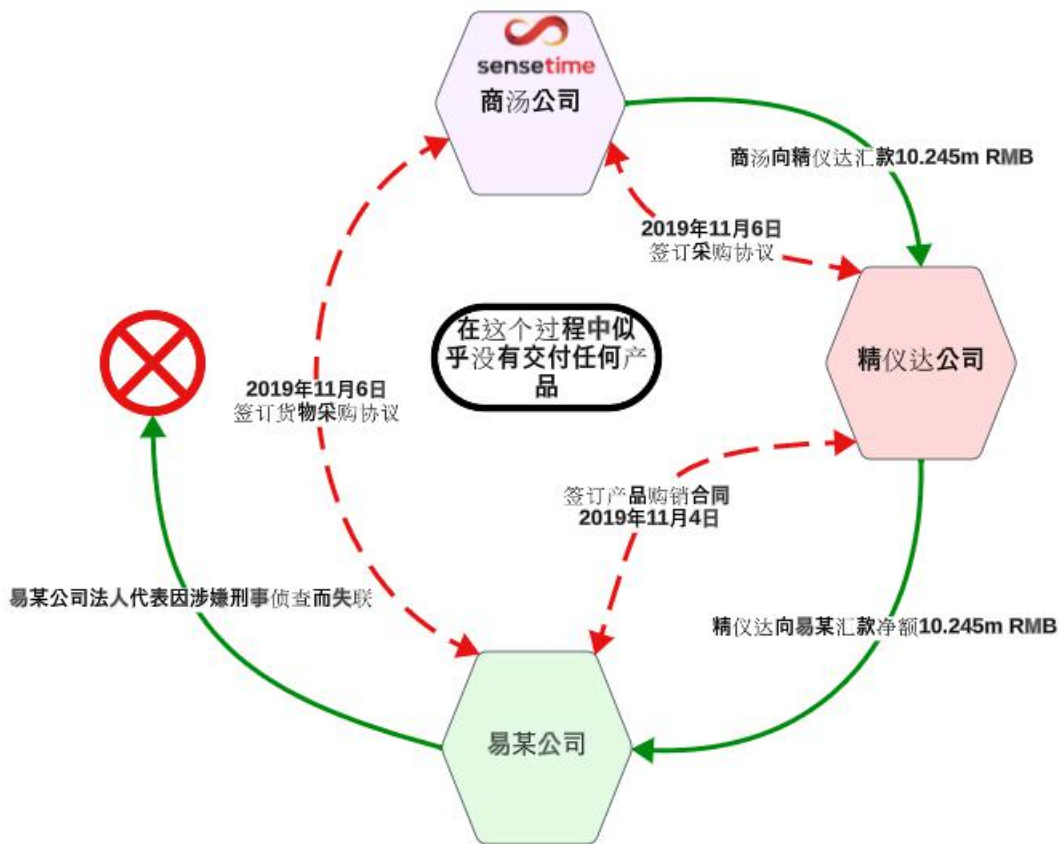 sensetime
商汤公司
商汤向精仪达汇款10.245m RMB
2019年11月6日
签订采购协议
在这个过程中似
乎没有交付任何产
品
精仪达公司
2019年11月6日
签订货物采购协议
签订产品购销合同
2019年11月4日
易某公司法人代表因涉嫌刑事侦查而失联
精仪达向易某汇款净额10.245m RMB
易某公司